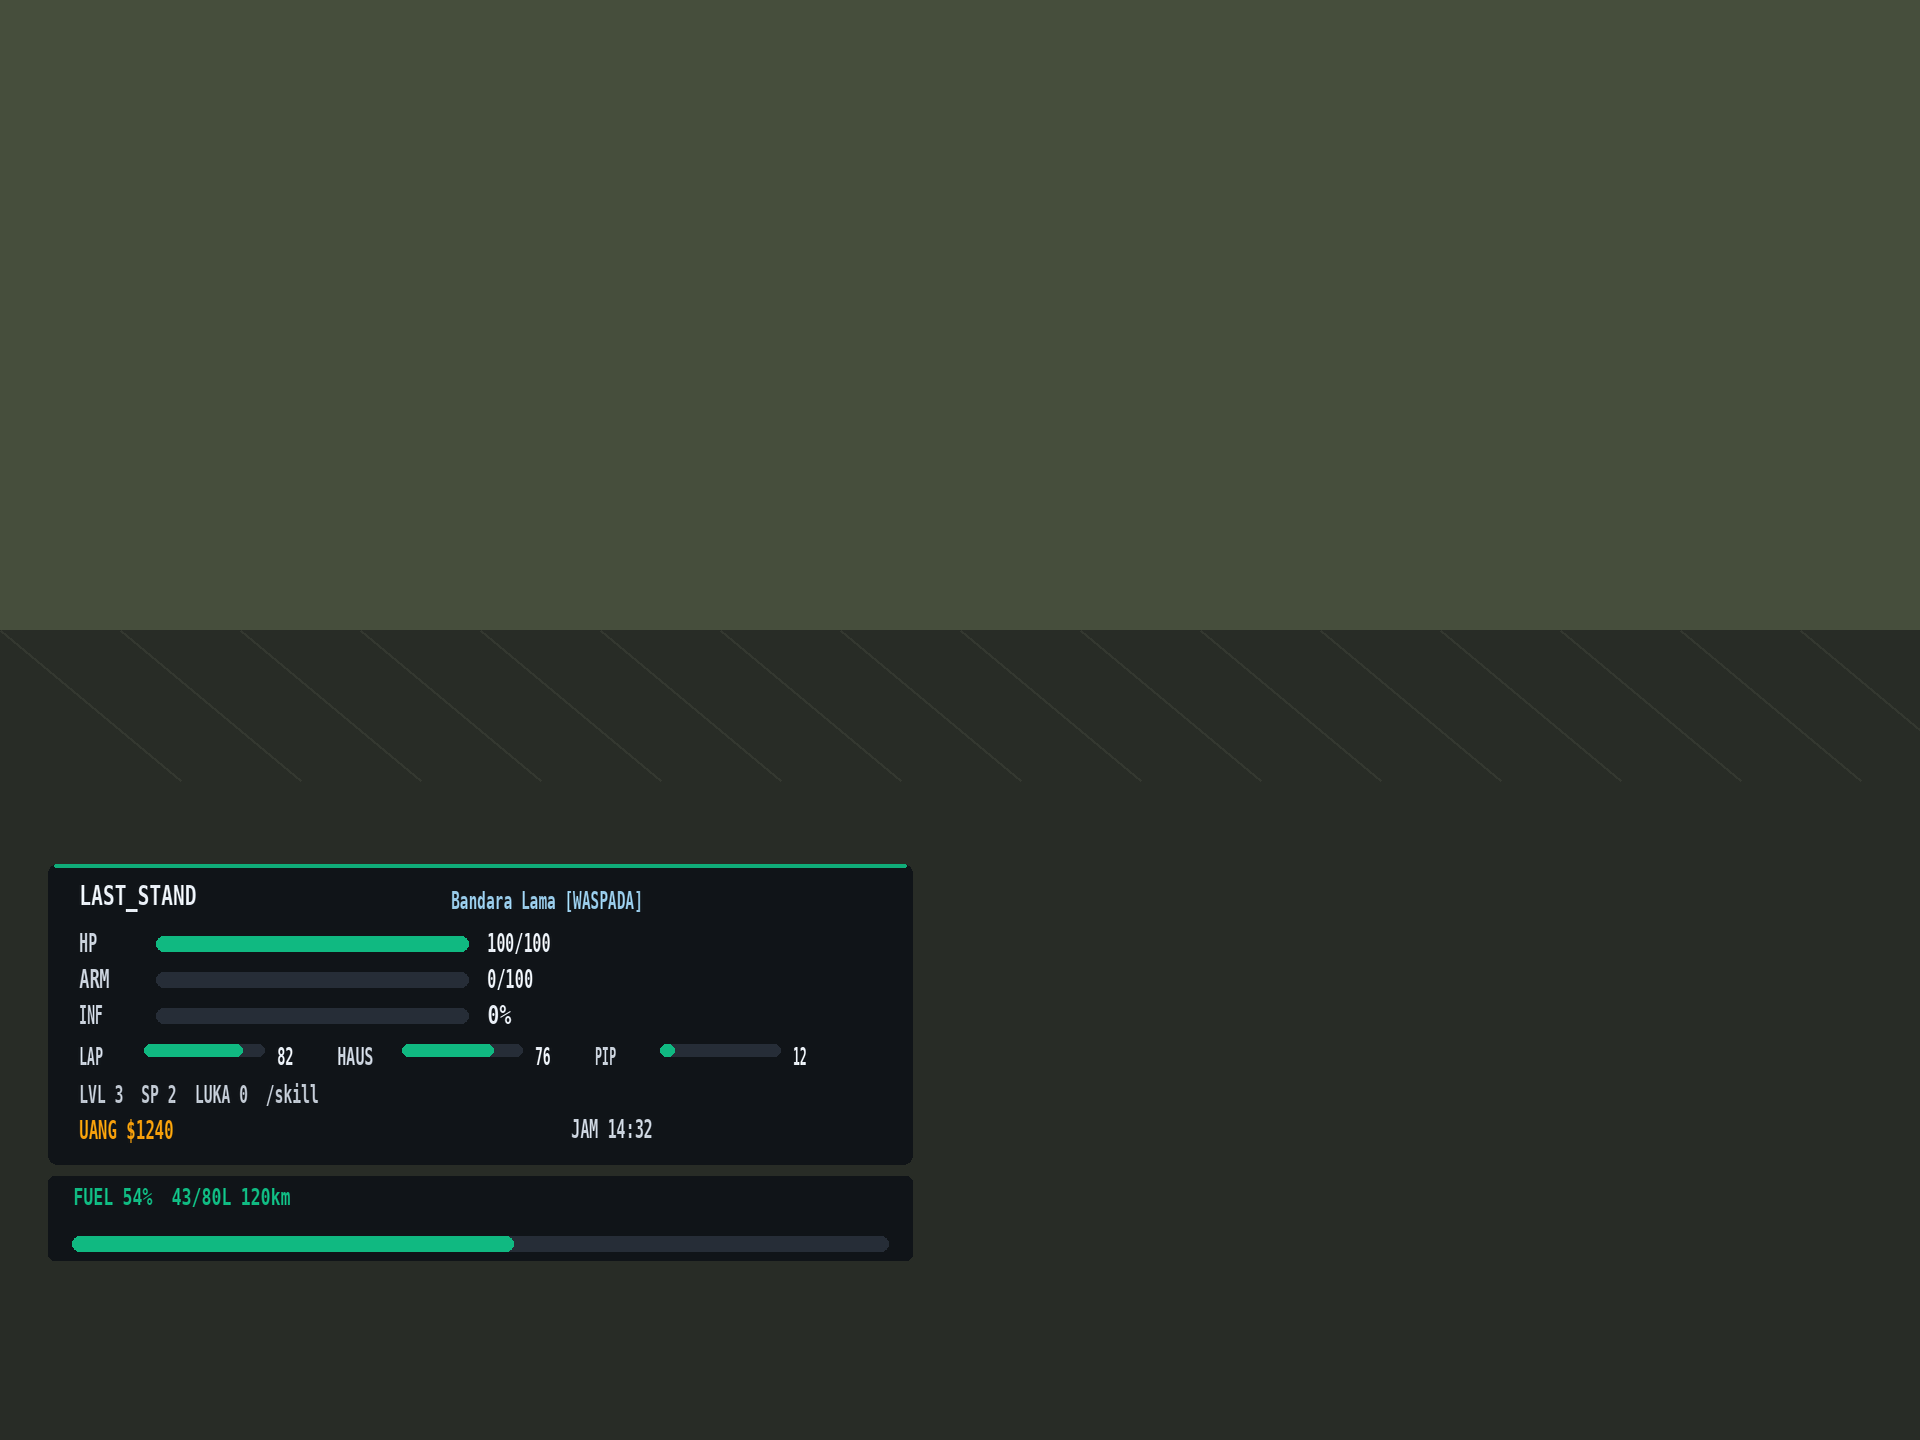 LAST_STAND Bandara Lama [WASPADA]
HP 100/100
ARM 0/100
INF 0%
LAP 82 HAUS 76 PIP 12
LVL 3 SP 2 LUKA 0 /skill
UANG $1240 JAM 14:32
FUEL 54% 43/80L 120km